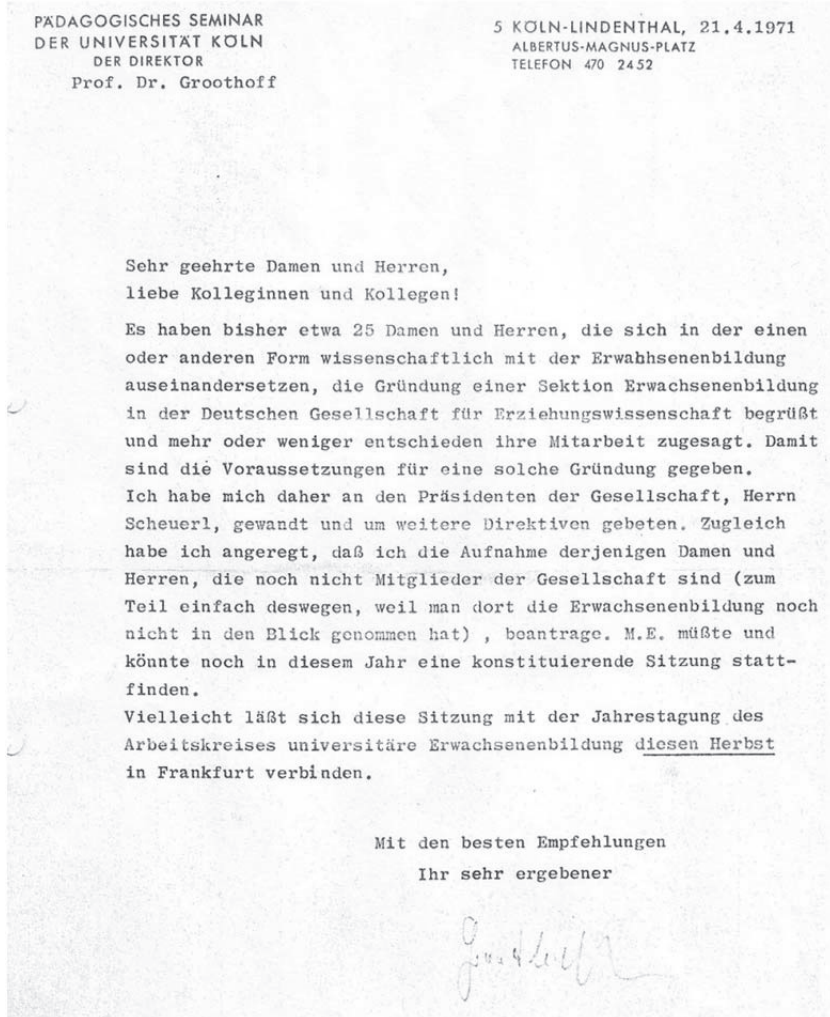 PÄDAGOGISCHES SEMINAR
DER UNIVERSITÄT KÖLN
DER DIREKTOR
Prof. Dr. Groothoff
5 KÖLN-LINDENTHAL, 21.4.1971
ALBERTUS-MAGNUS-PLATZ
TELEFON 470 2452
Sehr geehrte Damen und Herren,
liebe Kolleginnen und Kollegen!
Es haben bisher etwa 25 Damen und Herren, die sich in der einen
oder anderen Form wissenschaftlich mit der Erwabhsenenbildung
auseinandersetzen, die Gründung einer Sektion Erwachsenenbildung
in der Deutschen Gesellschaft für Erziehungswissenschaft begrüßt
und mehr oder weniger entschieden ihre Mitarbeit zugesagt. Damit
sind die Voraussetzungen für eine solche Gründung gegeben.
Ich habe mich daher an den Präsidenten der Gesellschaft, Herrn
Scheuerl, gewandt und um weitere Direktiven gebeten. Zugleich
habe ich angeregt, daß ich die Aufnahme derjenigen Damen und
Herren, die noch nicht Mitglieder der Gesellschaft sind (zum
Teil einfach deswegen, weil man dort die Erwachsenenbildung noch
nicht in den Blick genommen hat) , beantrage. M.E. müßte und
könnte noch in diesem Jahr eine konstituierende Sitzung statt-
finden.
Vielleicht läßt sich diese Sitzung mit der Jahrestagung des
Arbeitskreises universitäre Erwachsenenbildung diesen Herbst
in Frankfurt verbinden.
Mit den besten Empfehlungen
Ihr sehr ergebener
Groothoff